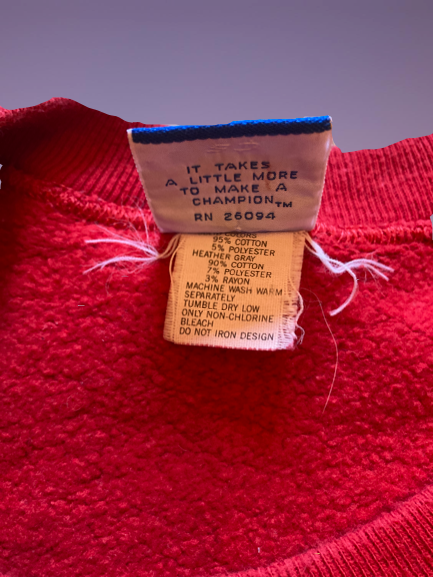 IT TAKES
A LITTLE MORE
TO MAKE A
CHAMPION™
RN 26094
COLORS
95% COTTON
5% POLYESTER
HEATHER GRAY
90% COTTON
7% POLYESTER
3% RAYON
MACHINE WASH WARM
SEPARATELY
TUMBLE DRY LOW
ONLY NON-CHLORINE
BLEACH
DO NOT IRON DESIGN